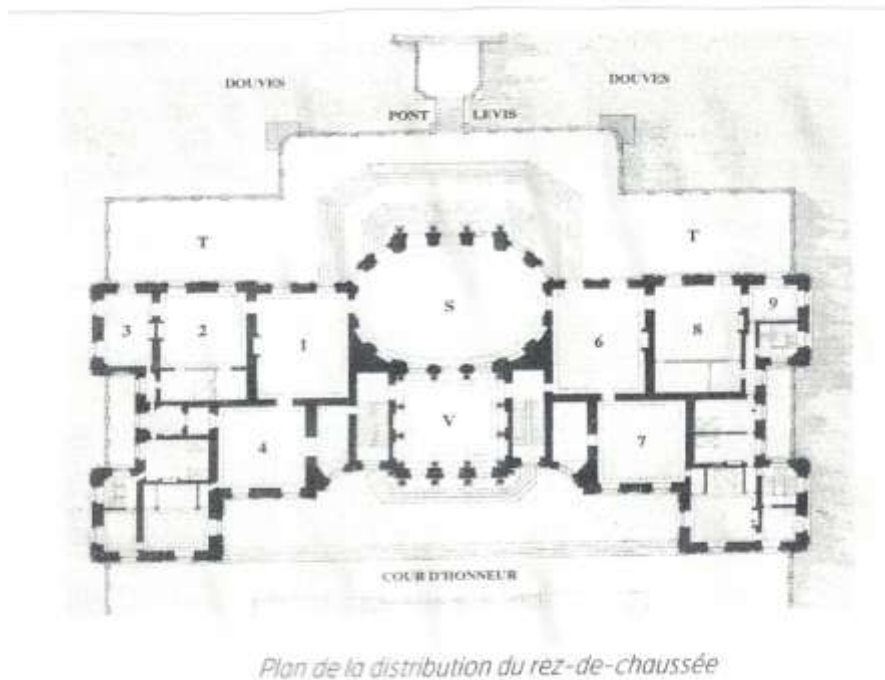 DOUVES DOUVES
PONT LEVIS
T T
S
3 2 1 6 8 9
V
4 7
COUR D'HONNEUR
Plan de la distribution du rez-de-chaussée